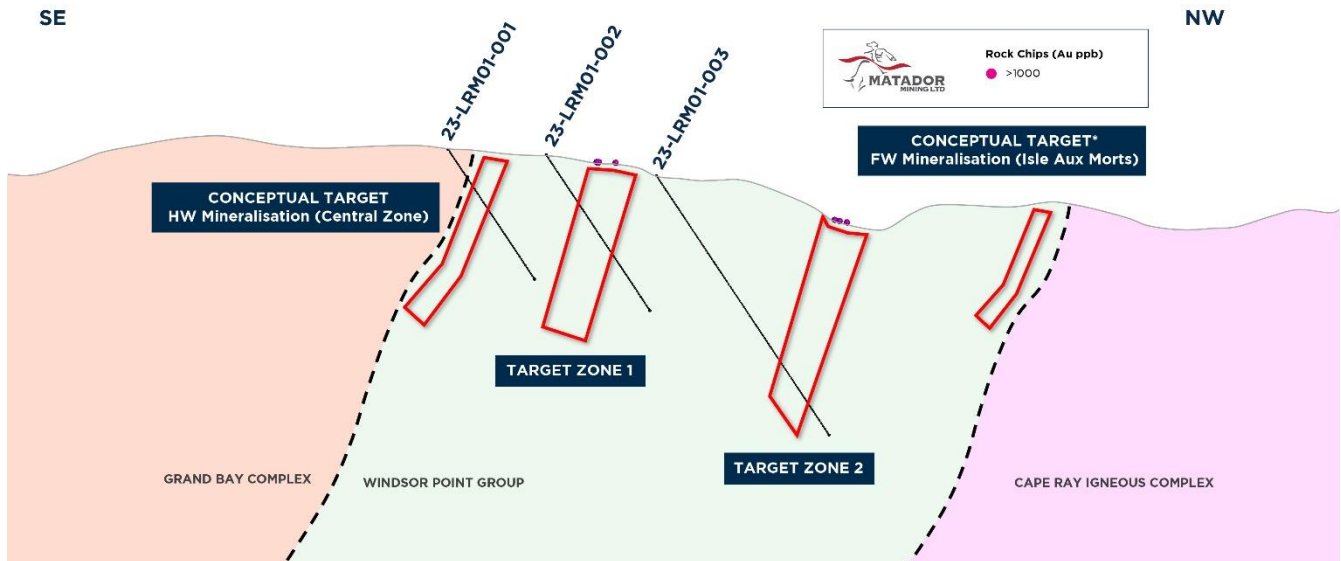 SE
NW
23-LRM01-001
23-LRM01-002
23-LRM01-003
MATADOR
MINING LTD
Rock Chips (Au ppb)
>1000
CONCEPTUAL TARGET*
FW Mineralisation (Isle Aux Morts)
CONCEPTUAL TARGET
HW Mineralisation (Central Zone)
TARGET ZONE 1
TARGET ZONE 2
GRAND BAY COMPLEX
WINDSOR POINT GROUP
CAPE RAY IGNEOUS COMPLEX